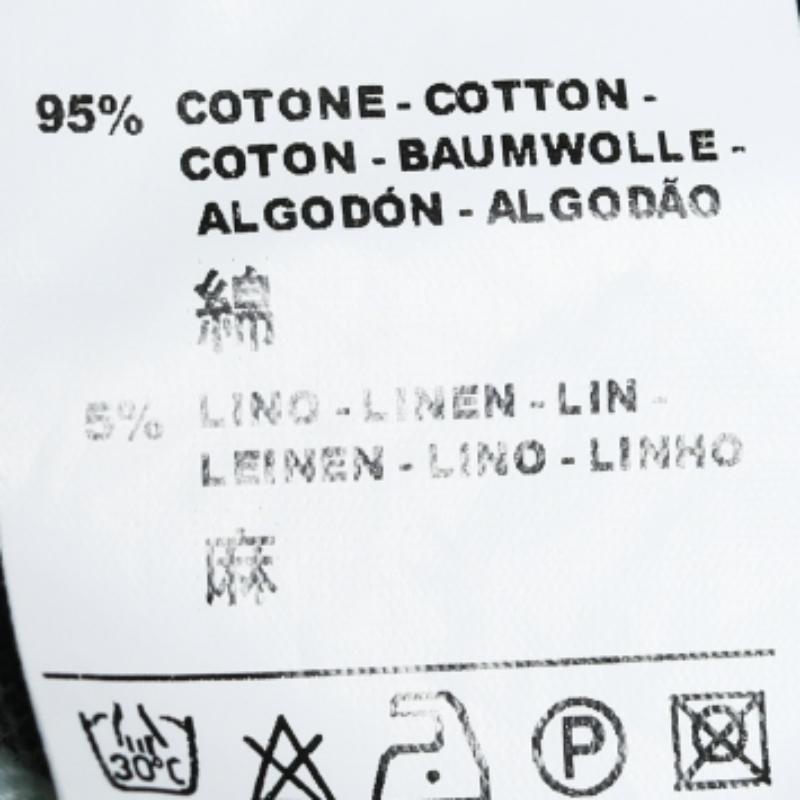 95% COTONE - COTTON -
COTON - BAUMWOLLE -
ALGODÓN - ALGODÃO
綿
5% LINO - LINEN - LIN -
LEINEN - LINO - LINHO
麻
30°C
P